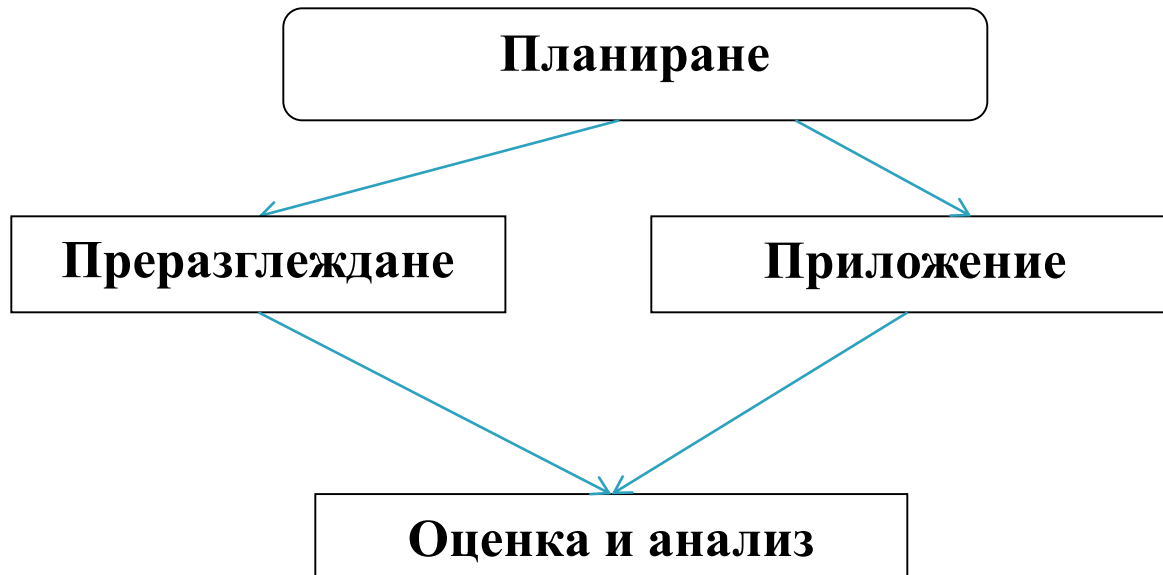 Планиране
Преразглеждане
Приложение
Оценка и анализ